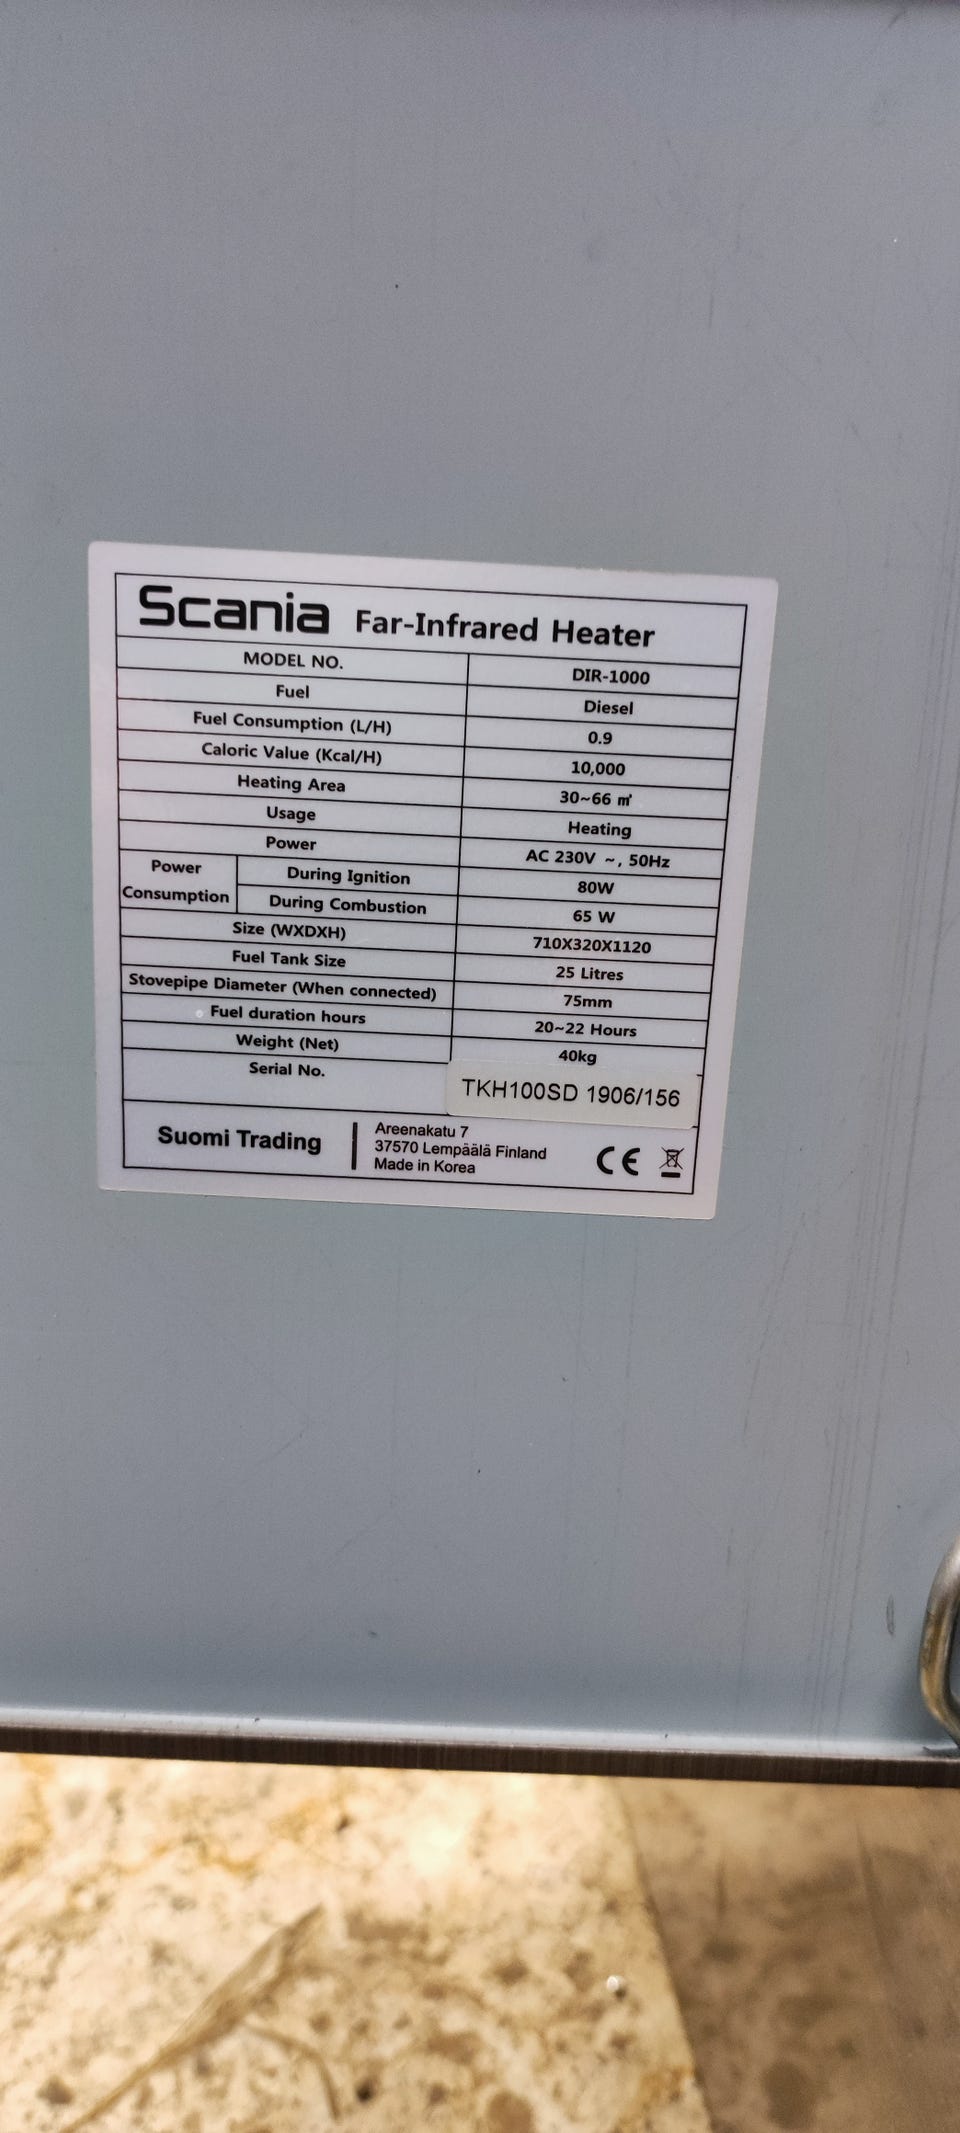 Scania Far-Infrared Heater
MODEL NO. DIR-1000
Fuel Diesel
Fuel Consumption (L/H) 0.9
Caloric Value (Kcal/H) 10,000
Heating Area 30~66 ㎡
Usage Heating
Power AC 230V ~, 50Hz
Power Consumption During Ignition 80W
During Combustion 65 W
Size (WXDXH) 710X320X1120
Fuel Tank Size 25 Litres
Stovepipe Diameter (When connected) 75mm
Fuel duration hours 20~22 Hours
Weight (Net) 40kg
Serial No. TKH100SD 1906/156
Suomi Trading
Areenakatu 7
37570 Lempäälä Finland
Made in Korea
CE